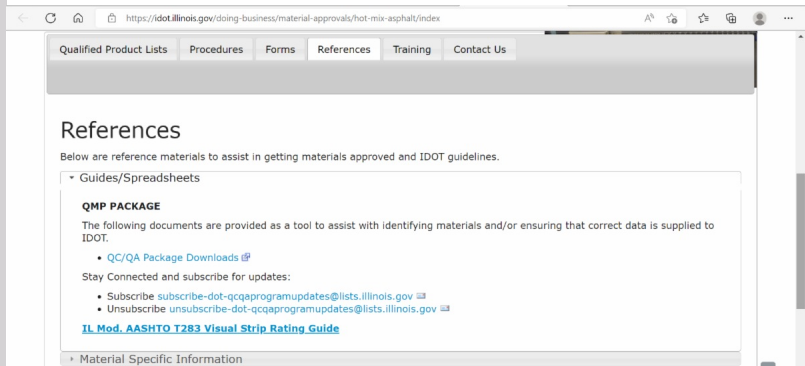 https://idot.illinois.gov/doing-business/material-approvals/hot-mix-asphalt/index
Qualified Product Lists Procedures Forms References Training Contact Us
References
Below are reference materials to assist in getting materials approved and IDOT guidelines.
Guides/Spreadsheets
QMP PACKAGE
The following documents are provided as a tool to assist with identifying materials and/or ensuring that correct data is supplied to
IDOT.
• QC/QA Package Downloads
Stay Connected and subscribe for updates:
• Subscribe subscribe-dot-qcqaprogramupdates@lists.illinois.gov
• Unsubscribe unsubscribe-dot-qcqaprogramupdates@lists.illinois.gov
IL Mod. AASHTO T283 Visual Strip Rating Guide
Material Specific Information